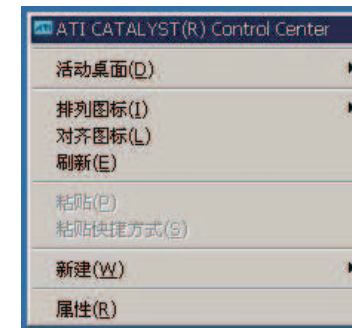 ATI ATI CATALYST(R) Control Center
活动桌面(D)
排列图标(I)
对齐图标(L)
刷新(E)
粘贴(P)
粘贴快捷方式(S)
新建(W)
属性(R)